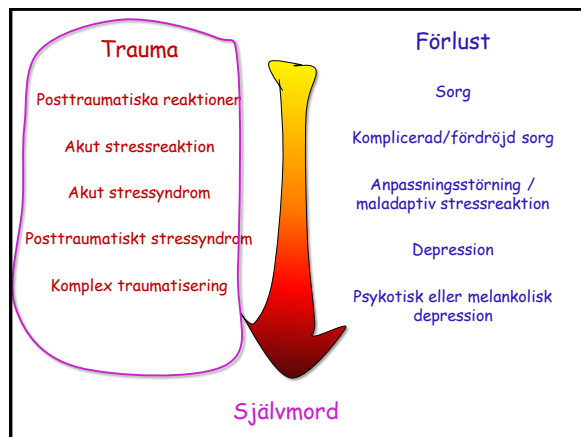 Trauma
Posttraumatiska reaktioner
Akut stressreaktion
Akut stressyndrom
Posttraumatiskt stressyndrom
Komplex traumatisering
Förlust
Sorg
Komplicerad/fördröjd sorg
Anpassningsstörning /
maladaptiv stressreaktion
Depression
Psykotisk eller melankolisk
depression
Självmord